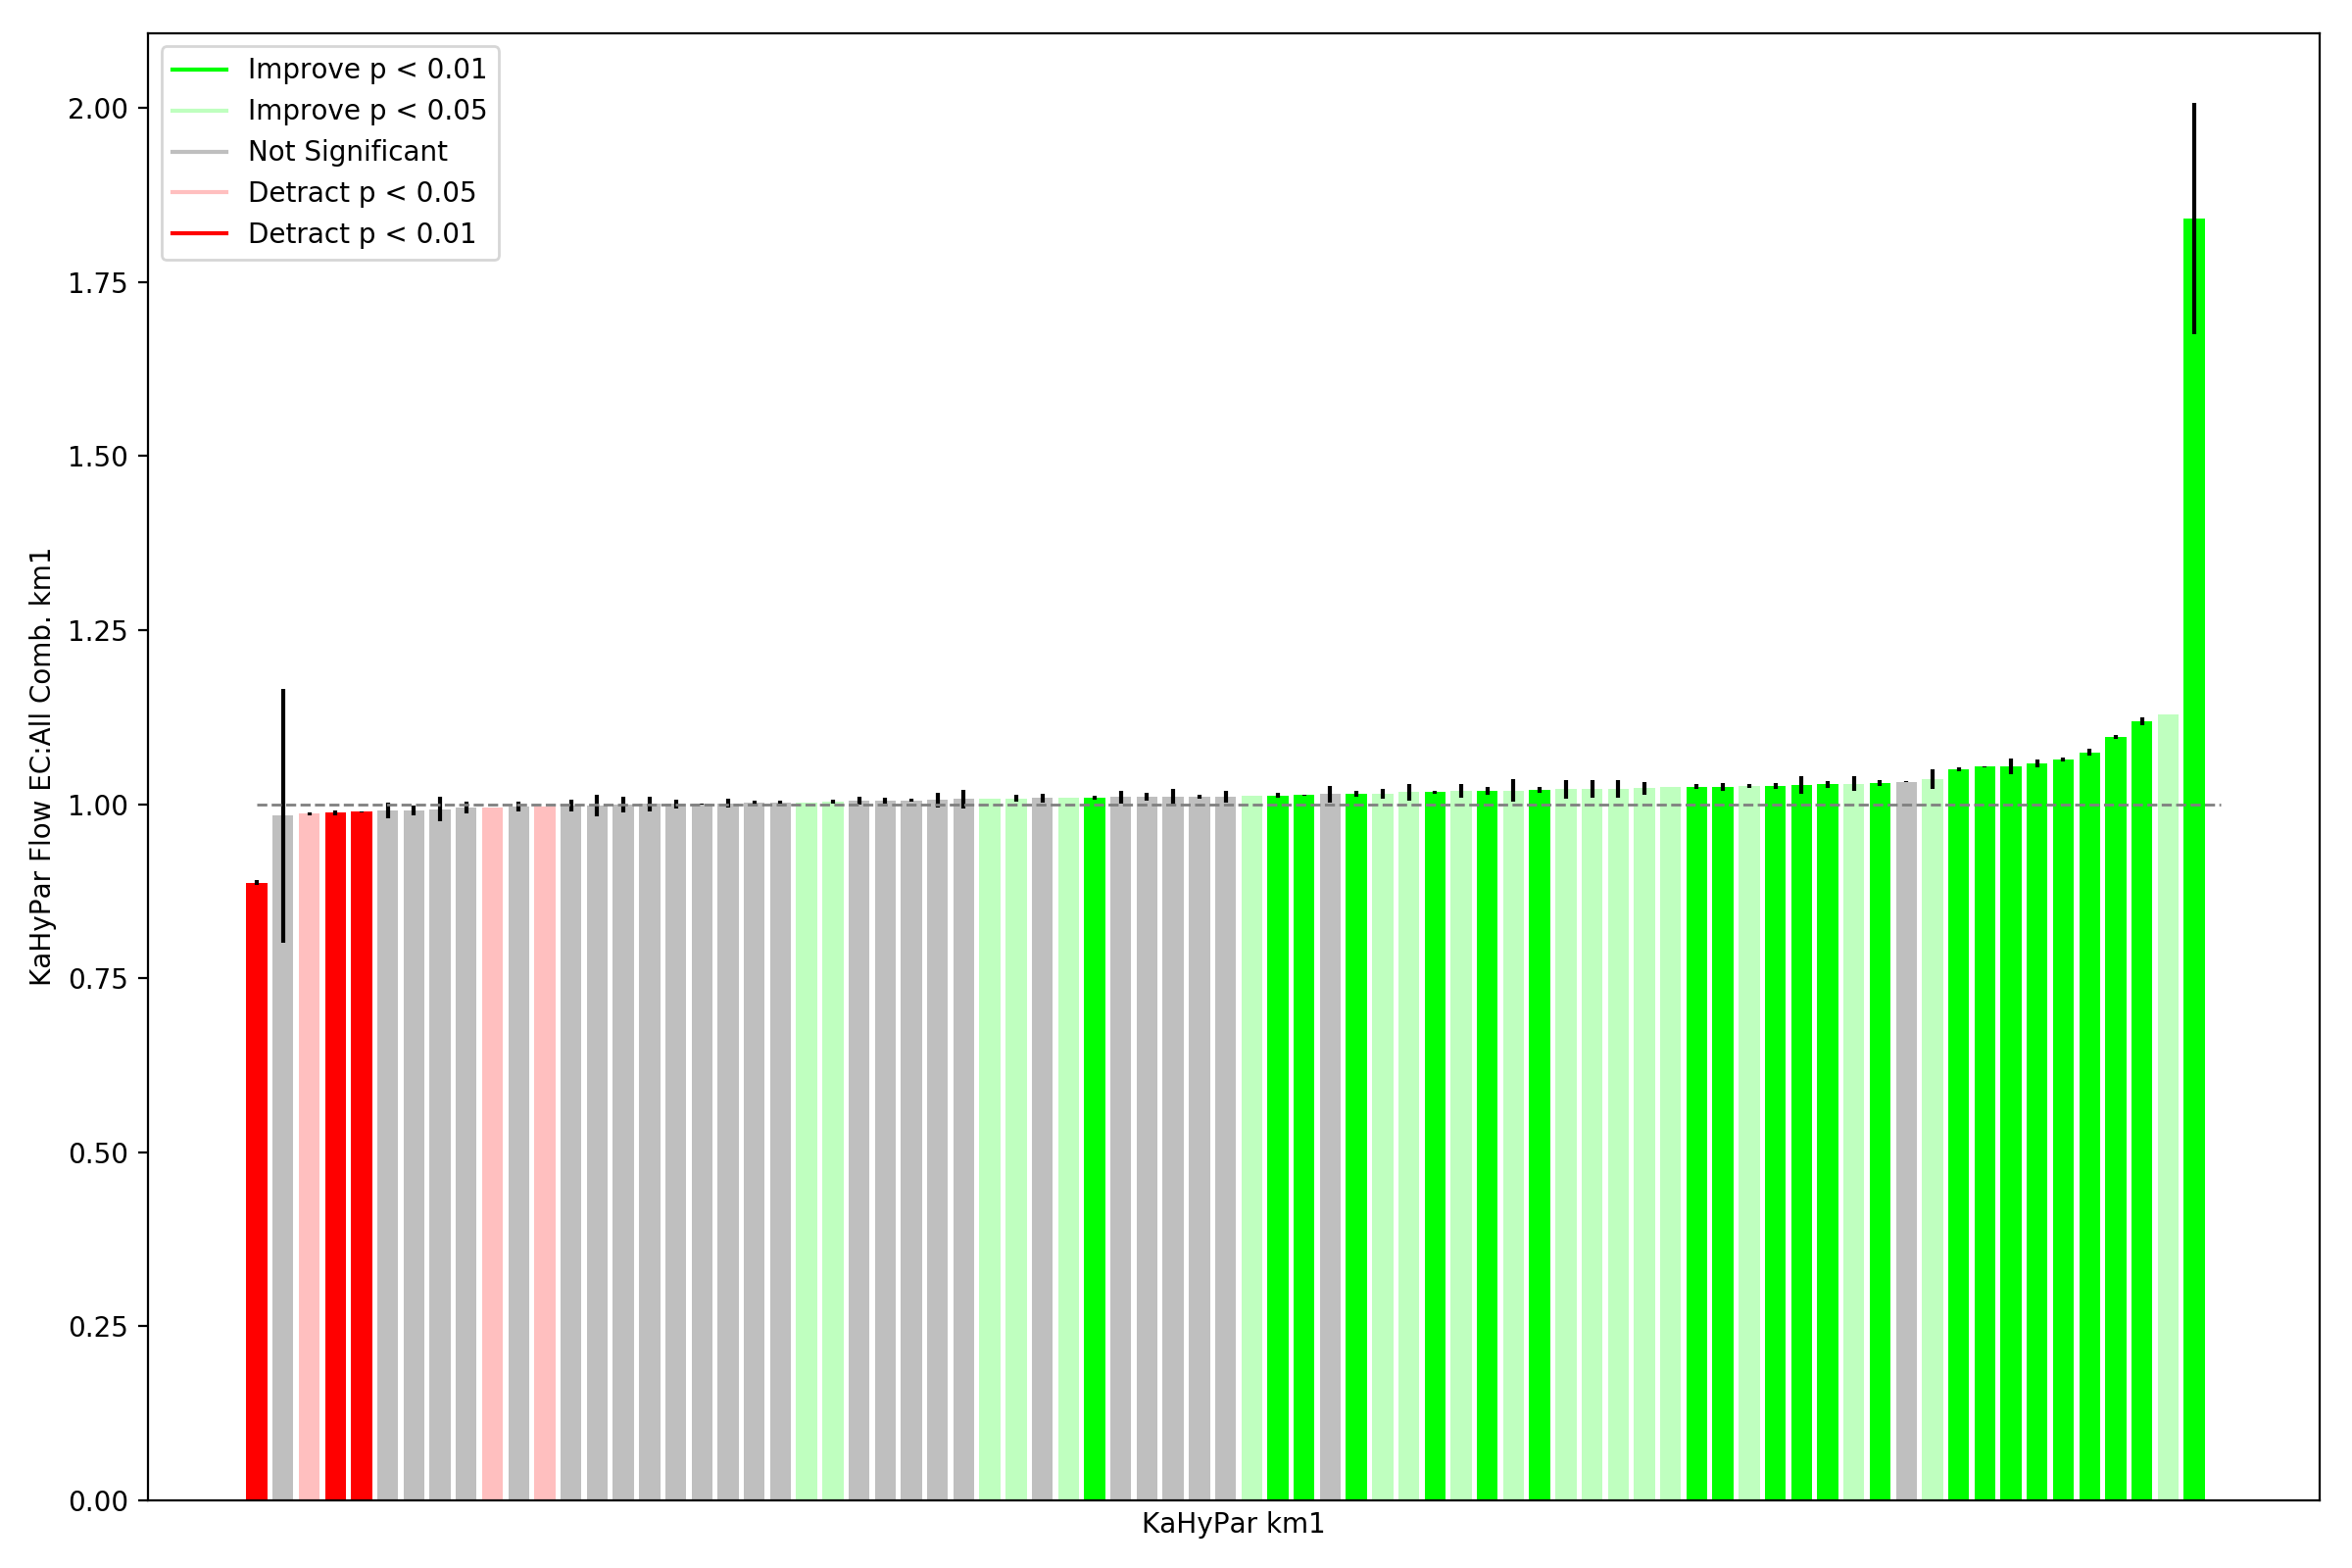 Improve p < 0.01
Improve p < 0.05
Not Significant
Detract p < 0.05
Detract p < 0.01
2.00
1.75
1.50
1.25
1.00
0.75
0.50
0.25
0.00
KaHyPar Flow EC:All Comb. km1
KaHyPar km1